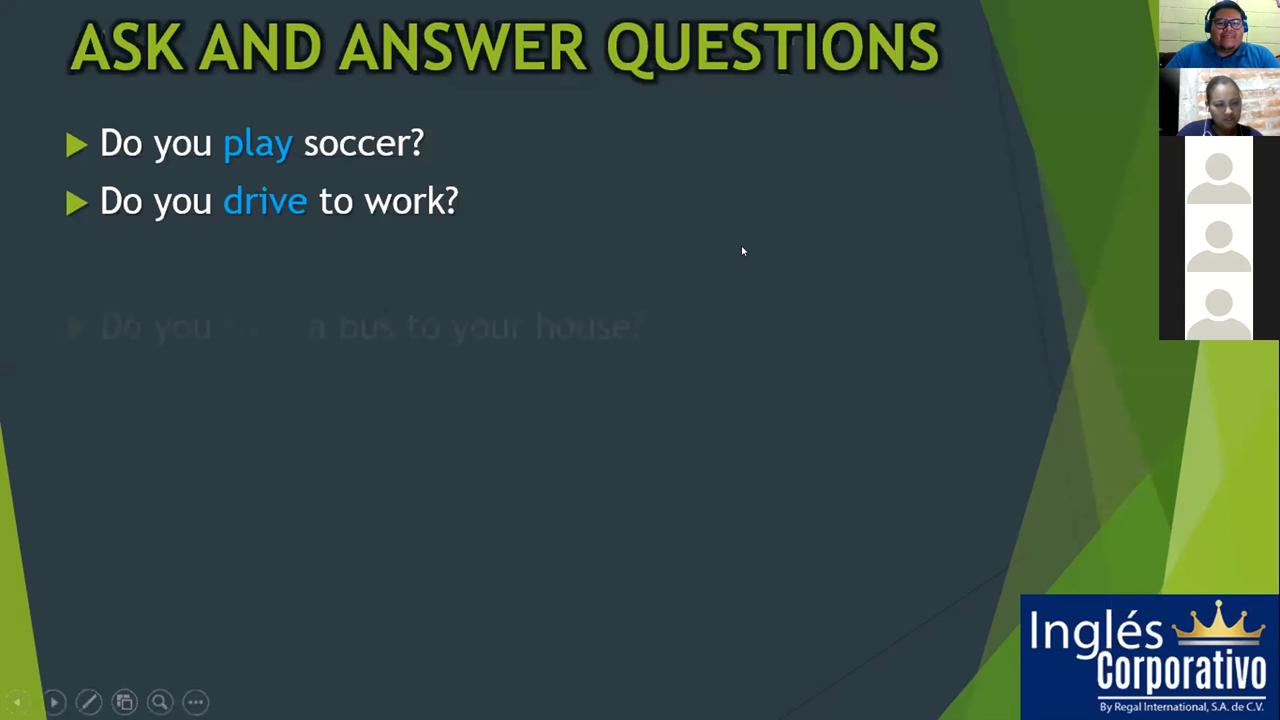 ASK AND ANSWER QUESTIONS
Do you play soccer?
Do you drive to work?
Do you a bus to your house?
Inglés
Corporativo
By Regal International, S.A. de C.V.